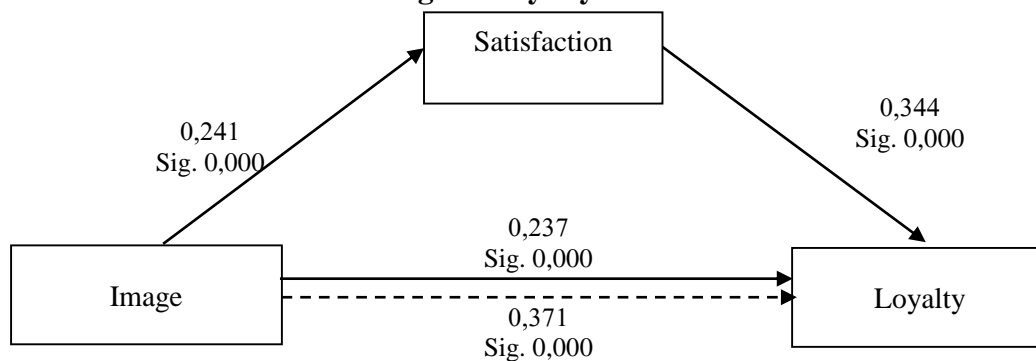 Satisfaction
0,241
Sig. 0,000
0,344
Sig. 0,000
0,237
Sig. 0,000
Image
Loyalty
0,371
Sig. 0,000